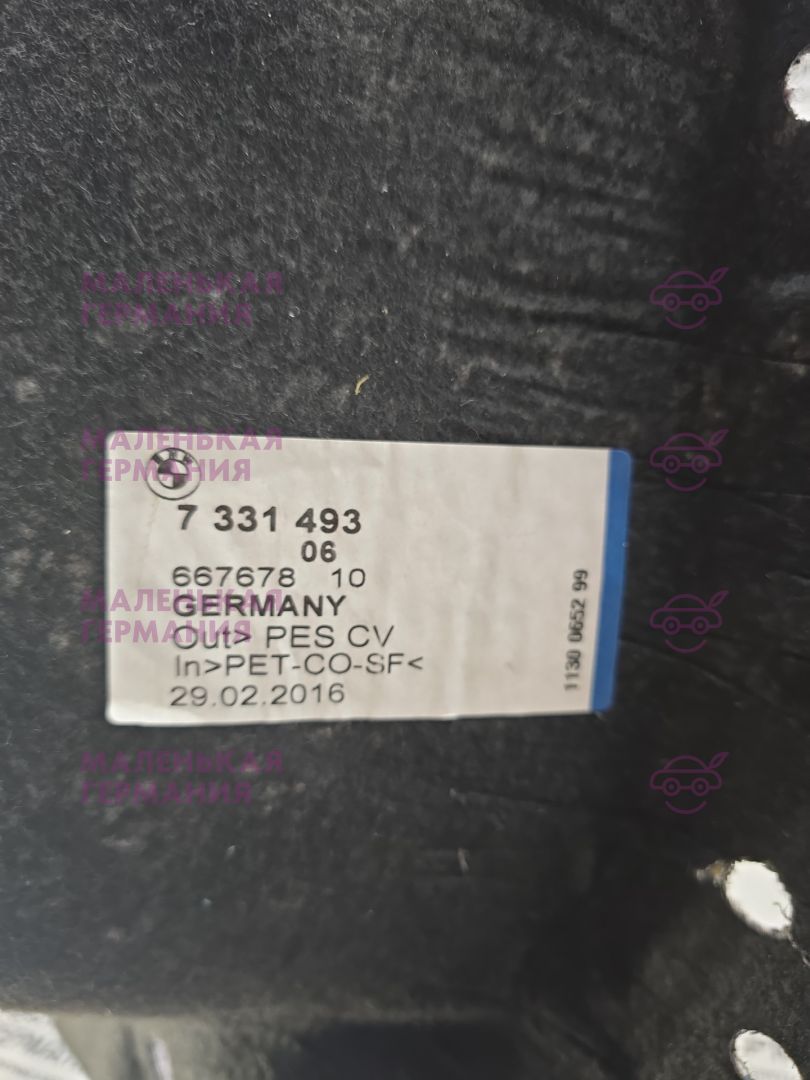 МАЛЕНЬКАЯ
ГЕРМАНИЯ
МАЛЕНЬКАЯ
ГЕРМАНИЯ
BMW
7 331 493
06
667678 10
GERMANY
Out> PES CV
In>PET-CO-SF<
29.02.2016
1130 0652 99
МАЛЕНЬКАЯ
ГЕРМАНИЯ
МАЛЕНЬКАЯ
ГЕРМАНИЯ